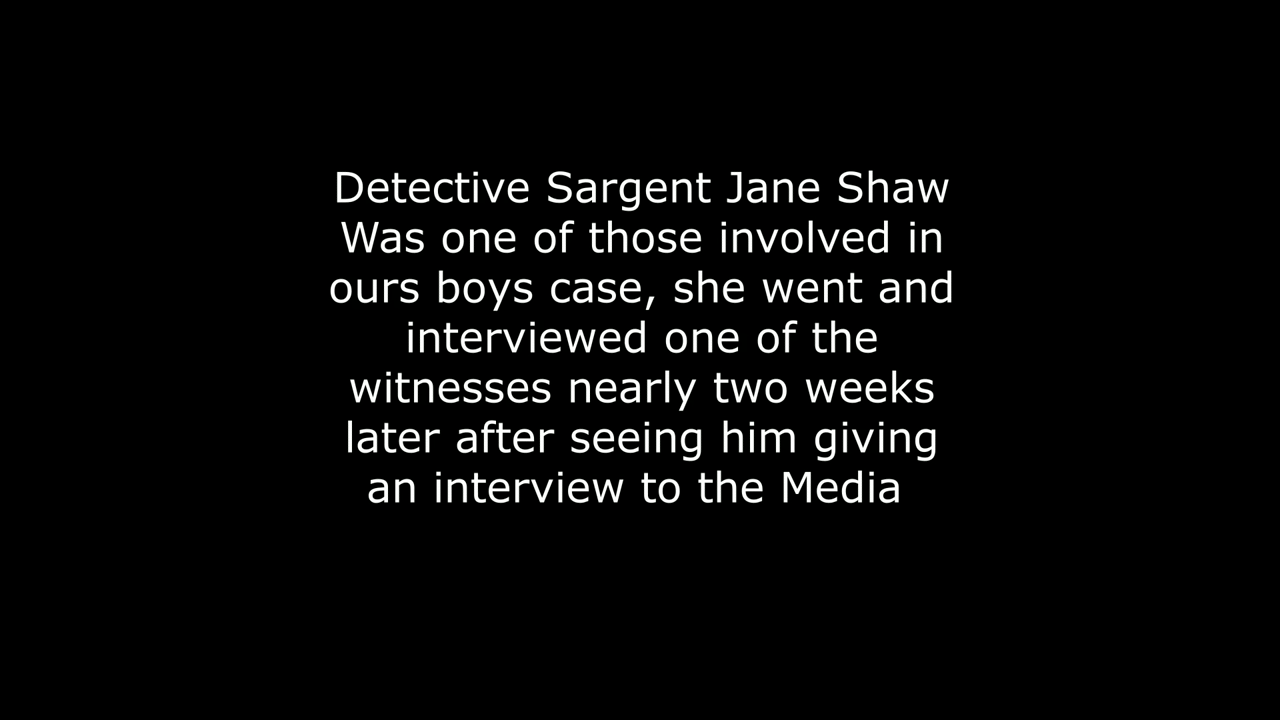 Detective Sargent Jane Shaw
Was one of those involved in
ours boys case, she went and
interviewed one of the
witnesses nearly two weeks
later after seeing him giving
an interview to the Media